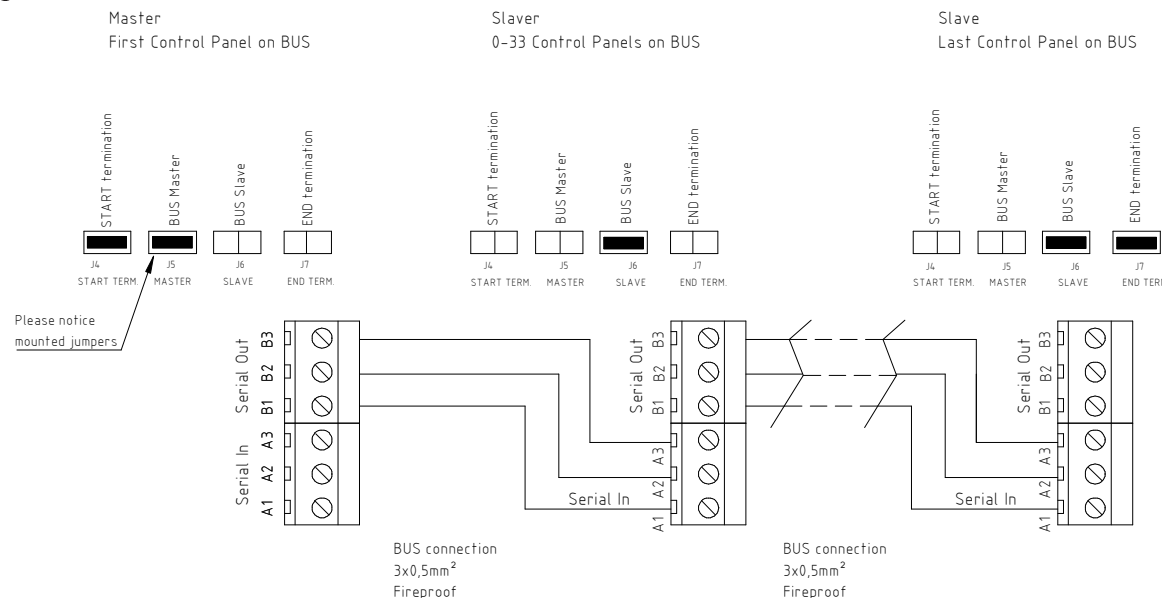 Master
First Control Panel on BUS
Slaver
0-33 Control Panels on BUS
Slave
Last Control Panel on BUS
START termination
BUS Master
BUS Slave
END termination
START termination
BUS Master
BUS Slave
END termination
START termination
BUS Master
BUS Slave
END termination
J4
J5
J6
J7
START TERM.
MASTER
SLAVE
END TERM.
J4
J5
J6
J7
START TERM.
MASTER
SLAVE
END TERM.
J4
J5
J6
J7
START TERM.
MASTER
SLAVE
END TER
Please notice
mounted jumpers
Serial Out
B3
B2
B1
Serial In
A3
A2
A1
Serial Out
B3
B2
B1
Serial In
A3
A2
A1
Serial Out
B3
B2
B1
Serial In
A3
A2
A1
BUS connection
3x0,5mm²
Fireproof
BUS connection
3x0,5mm²
Fireproof